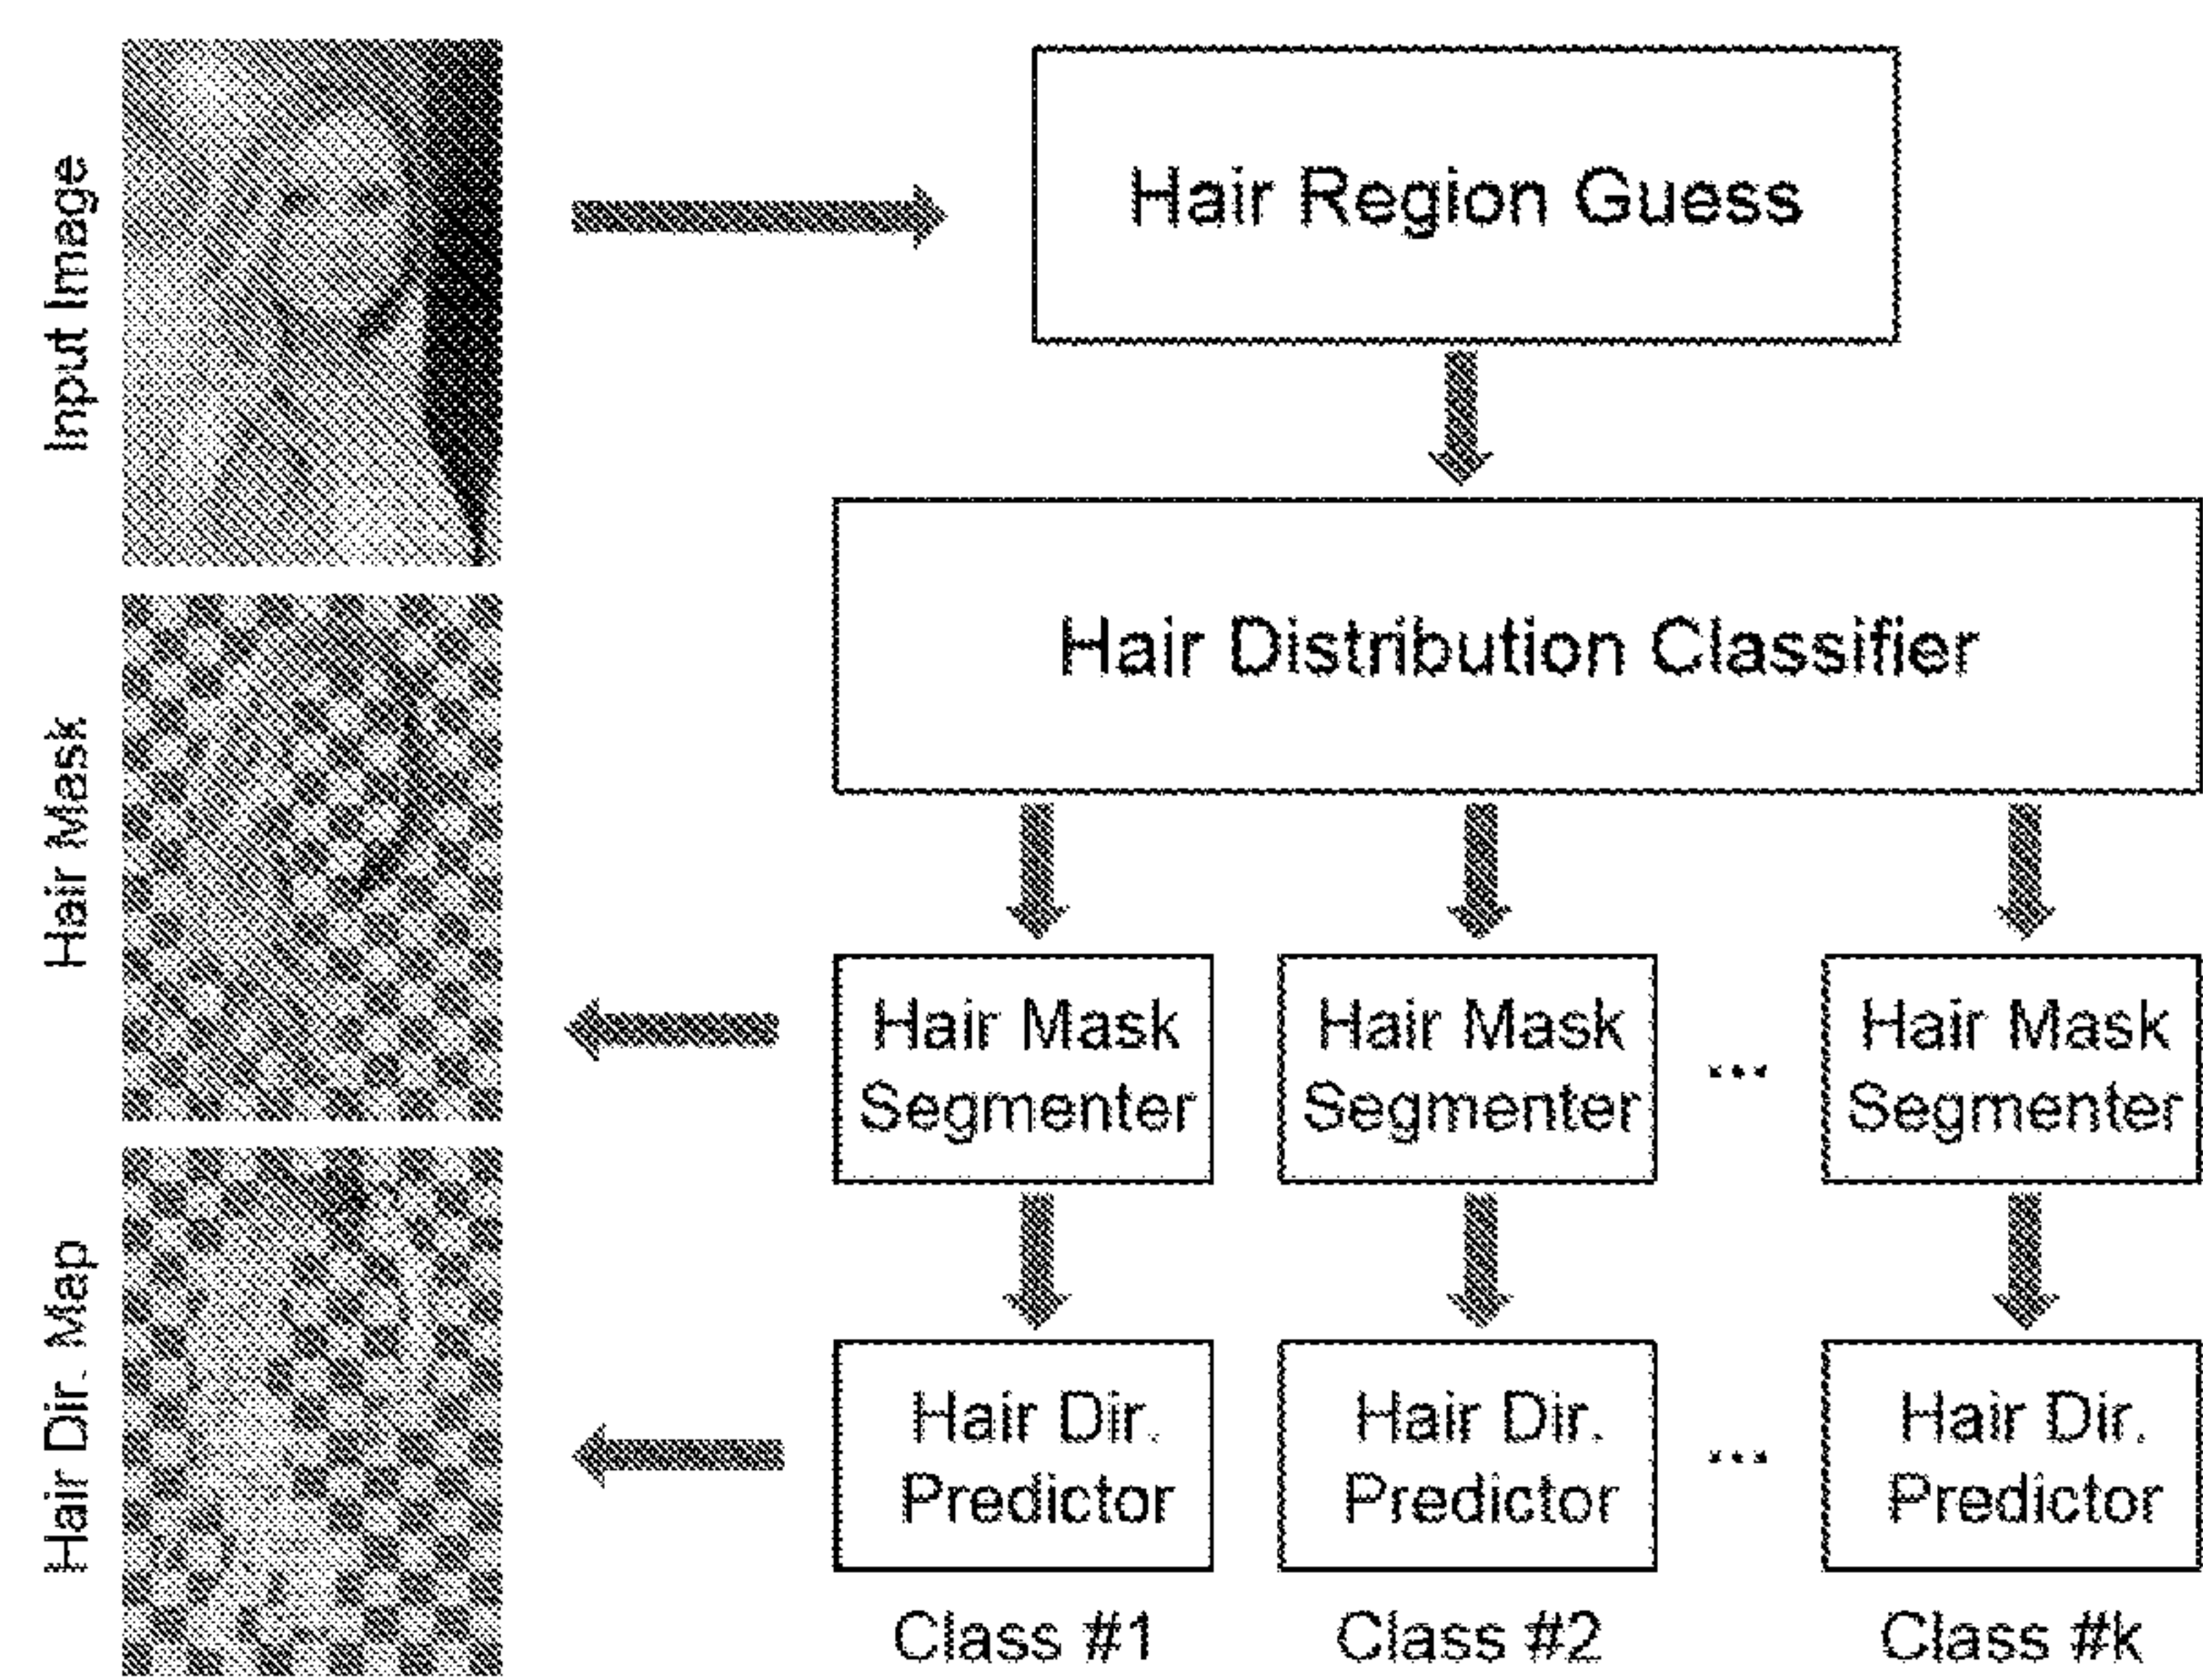 Input Image
Hair Region Guess
Hair Distribution Classifier
Hair Mask
Hair Mask
Segmenter
Hair Mask
Segmenter
...
Hair Mask
Segmenter
Hair Dir. Map
Hair Dir.
Predictor
Hair Dir.
Predictor
...
Hair Dir.
Predictor
Class #1
Class #2
Class #k